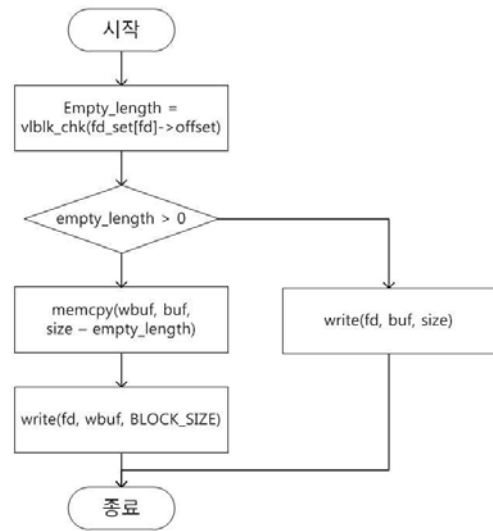 시작
Empty_length =
vlblk_chk(fd_set[fd]->offset)
empty_length > 0
memcpy(wbuf, buf,
size – empty_length)
write(fd, buf, size)
write(fd, wbuf, BLOCK_SIZE)
종료